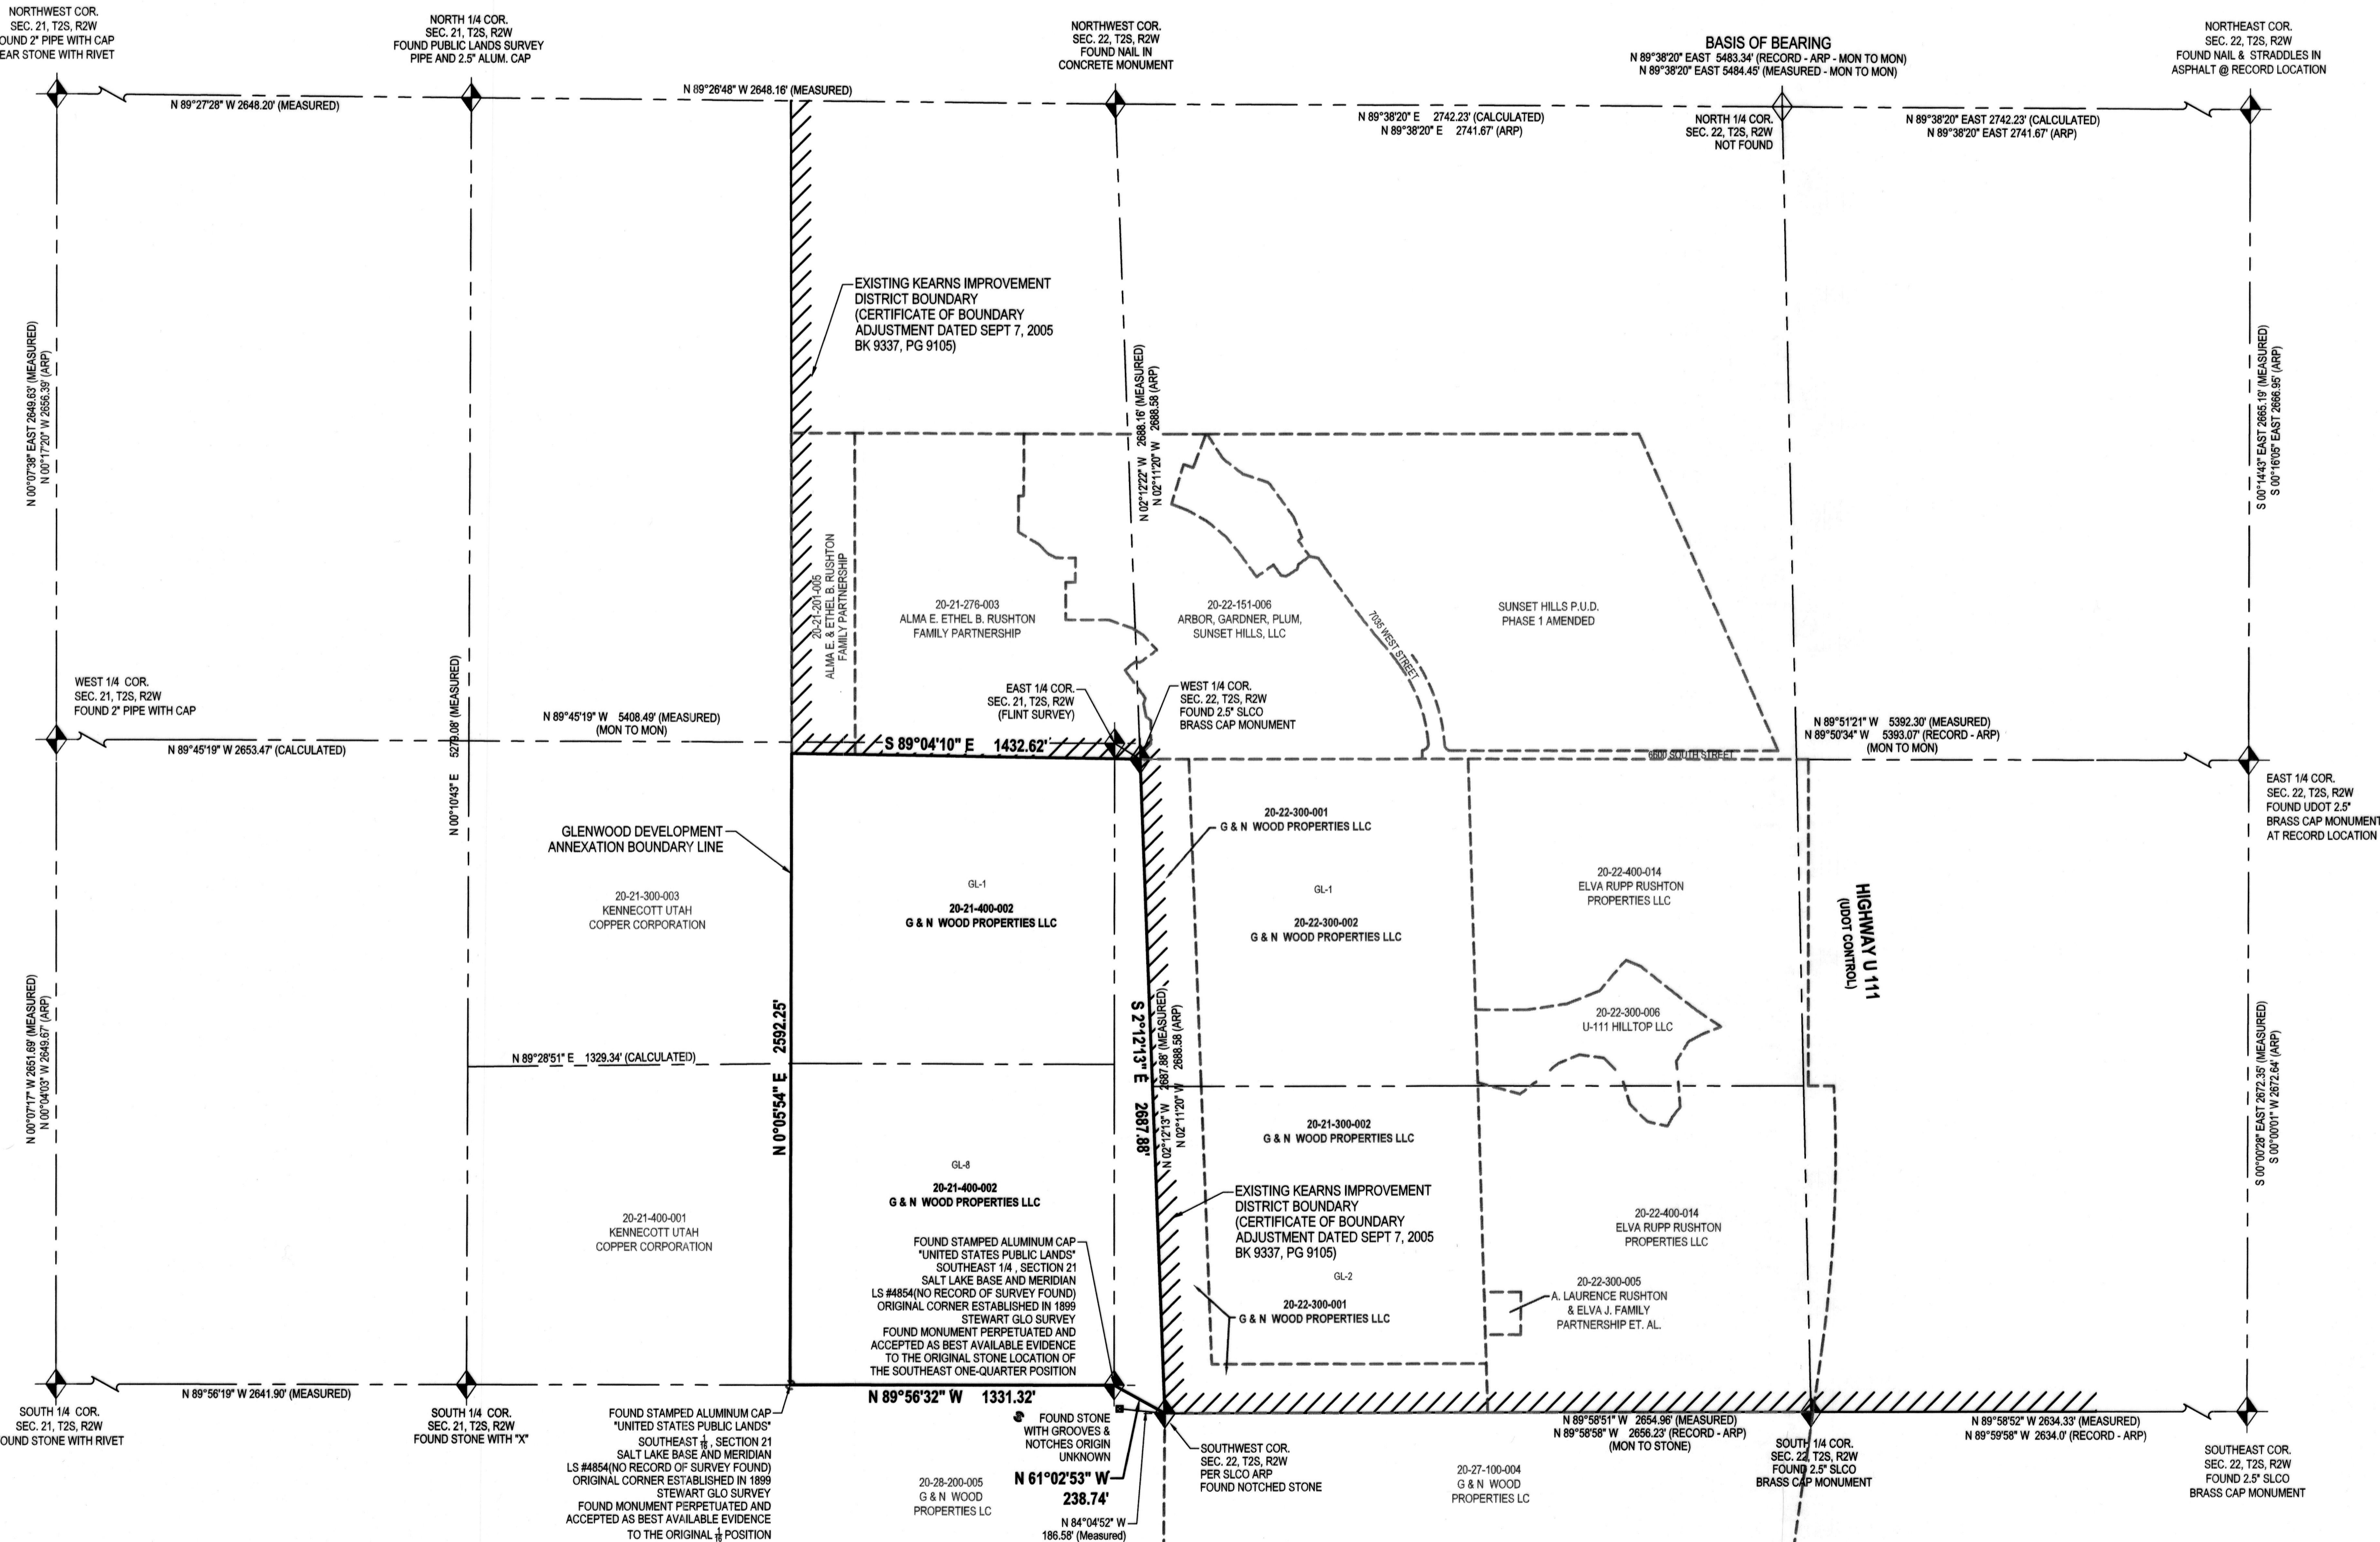 NORTHWEST COR.
SEC. 21, T2S, R2W
OUND 2" PIPE WITH CAP
EAR STONE WITH RIVET
NORTH 1/4 COR.
SEC. 21, T2S, R2W
FOUND PUBLIC LANDS SURVEY
PIPE AND 2.5" ALUM. CAP
NORTHWEST COR.
SEC. 22, T2S, R2W
FOUND NAIL IN
CONCRETE MONUMENT
BASIS OF BEARING
N 89°38'20" EAST 5483.34' (RECORD - ARP - MON TO MON)
N 89°38'20" EAST 5484.45' (MEASURED - MON TO MON)
NORTHEAST COR.
SEC. 22, T2S, R2W
FOUND NAIL & STRADDLES IN
ASPHALT @ RECORD LOCATION
N 89°27'28" W 2648.20' (MEASURED)
N 89°26'48" W 2648.16' (MEASURED)
N 89°38'20" E 2742.23' (CALCULATED)
N 89°38'20" E 2741.67' (ARP)
NORTH 1/4 COR.
SEC. 22, T2S, R2W
NOT FOUND
N 89°38'20" EAST 2742.23' (CALCULATED)
N 89°38'20" EAST 2741.67' (ARP)
EXISTING KEARNS IMPROVEMENT
DISTRICT BOUNDARY
(CERTIFICATE OF BOUNDARY
ADJUSTMENT DATED SEPT 7, 2005
BK 9337, PG 9105)
N 00°07'38" EAST 2649.63' (MEASURED)
N 00°17'20" W 2656.39' (ARP)
N 02°12'22" W 2688.16' (MEASURED)
N 02°11'20" W 2688.58 (ARP)
S 00°14'43" EAST 2665.19' (MEASURED)
S 00°16'05" EAST 2666.95' (ARP)
20-21-201-005
ALMA E. & ETHEL B. RUSHTON
FAMILY PARTNERSHIP
20-21-276-003
ALMA E. ETHEL B. RUSHTON
FAMILY PARTNERSHIP
20-22-151-006
ARBOR, GARDNER, PLUM,
SUNSET HILLS, LLC
7036 WEST STREET
SUNSET HILLS P.U.D.
PHASE 1 AMENDED
WEST 1/4 COR.
SEC. 21, T2S, R2W
FOUND 2" PIPE WITH CAP
N 00°10'43" E 5279.08' (MEASURED)
EAST 1/4 COR.
SEC. 21, T2S, R2W
(FLINT SURVEY)
WEST 1/4 COR.
SEC. 22, T2S, R2W
FOUND 2.5" SLCO
BRASS CAP MONUMENT
N 89°45'19" W 5408.49' (MEASURED)
(MON TO MON)
N 89°45'19" W 2653.47' (CALCULATED)
S 89°04'10" E 1432.62'
N 89°51'21" W 5392.30' (MEASURED)
N 89°50'34" W 5393.07' (RECORD - ARP)
(MON TO MON)
6600 SOUTH STREET
EAST 1/4 COR.
SEC. 22, T2S, R2W
FOUND UDOT 2.5"
BRASS CAP MONUMENT
AT RECORD LOCATION
GLENWOOD DEVELOPMENT
ANNEXATION BOUNDARY LINE
20-22-300-001
G & N WOOD PROPERTIES LLC
20-21-300-003
KENNECOTT UTAH
COPPER CORPORATION
GL-1
20-21-400-002
G & N WOOD PROPERTIES LLC
GL-1
20-22-300-002
G & N WOOD PROPERTIES LLC
20-22-400-014
ELVA RUPP RUSHTON
PROPERTIES LLC
HIGHWAY U 111
(UDOT CONTROL)
N 00°07'17" W 2651.69' (MEASURED)
N 00°04'03" W 2649.67' (ARP)
N 0°05'54" E 2592.25'
S 2°12'13" E 2687.88'
N 02°12'13" W 2687.88' (MEASURED)
N 02°11'20" W 2688.58 (ARP)
20-22-300-006
U-111 HILLTOP LLC
S 00°00'28" EAST 2672.35' (MEASURED)
S 00°00'01" W 2672.64' (ARP)
N 89°28'51" E 1329.34' (CALCULATED)
20-21-300-002
G & N WOOD PROPERTIES LLC
GL-8
20-21-400-002
G & N WOOD PROPERTIES LLC
20-21-400-001
KENNECOTT UTAH
COPPER CORPORATION
EXISTING KEARNS IMPROVEMENT
DISTRICT BOUNDARY
(CERTIFICATE OF BOUNDARY
ADJUSTMENT DATED SEPT 7, 2005
BK 9337, PG 9105)
20-22-400-014
ELVA RUPP RUSHTON
PROPERTIES LLC
FOUND STAMPED ALUMINUM CAP
"UNITED STATES PUBLIC LANDS"
SOUTHEAST 1/4 , SECTION 21
SALT LAKE BASE AND MERIDIAN
LS #4854(NO RECORD OF SURVEY FOUND)
ORIGINAL CORNER ESTABLISHED IN 1899
STEWART GLO SURVEY
FOUND MONUMENT PERPETUATED AND
ACCEPTED AS BEST AVAILABLE EVIDENCE
TO THE ORIGINAL STONE LOCATION OF
THE SOUTHEAST ONE-QUARTER POSITION
GL-2
20-22-300-001
G & N WOOD PROPERTIES LLC
20-22-300-005
A. LAURENCE RUSHTON
& ELVA J. FAMILY
PARTNERSHIP ET. AL.
N 89°56'19" W 2641.90' (MEASURED)
N 89°56'32" W 1331.32'
SOUTH 1/4 COR.
SEC. 21, T2S, R2W
OUND STONE WITH RIVET
SOUTH 1/4 COR.
SEC. 21, T2S, R2W
FOUND STONE WITH "X"
FOUND STAMPED ALUMINUM CAP
"UNITED STATES PUBLIC LANDS"
SOUTHEAST 1/16, SECTION 21
SALT LAKE BASE AND MERIDIAN
LS #4854(NO RECORD OF SURVEY FOUND)
ORIGINAL CORNER ESTABLISHED IN 1899
STEWART GLO SURVEY
FOUND MONUMENT PERPETUATED AND
ACCEPTED AS BEST AVAILABLE EVIDENCE
TO THE ORIGINAL 1/16 POSITION
FOUND STONE
WITH GROOVES &
NOTCHES ORIGIN
UNKNOWN
N 61°02'53" W
238.74'
20-28-200-005
G & N WOOD
PROPERTIES LC
N 84°04'52" W
186.58' (Measured)
SOUTHWEST COR.
SEC. 22, T2S, R2W
PER SLCO ARP
FOUND NOTCHED STONE
20-27-100-004
G & N WOOD
PROPERTIES LC
N 89°58'51" W 2654.96' (MEASURED)
N 89°58'58" W 2656.23' (RECORD - ARP)
(MON TO STONE)
SOUTH 1/4 COR.
SEC. 22, T2S, R2W
FOUND 2.5" SLCO
BRASS CAP MONUMENT
N 89°58'52" W 2634.33' (MEASURED)
N 89°59'58" W 2634.0' (RECORD - ARP)
SOUTHEAST COR.
SEC. 22, T2S, R2W
FOUND 2.5" SLCO
BRASS CAP MONUMENT